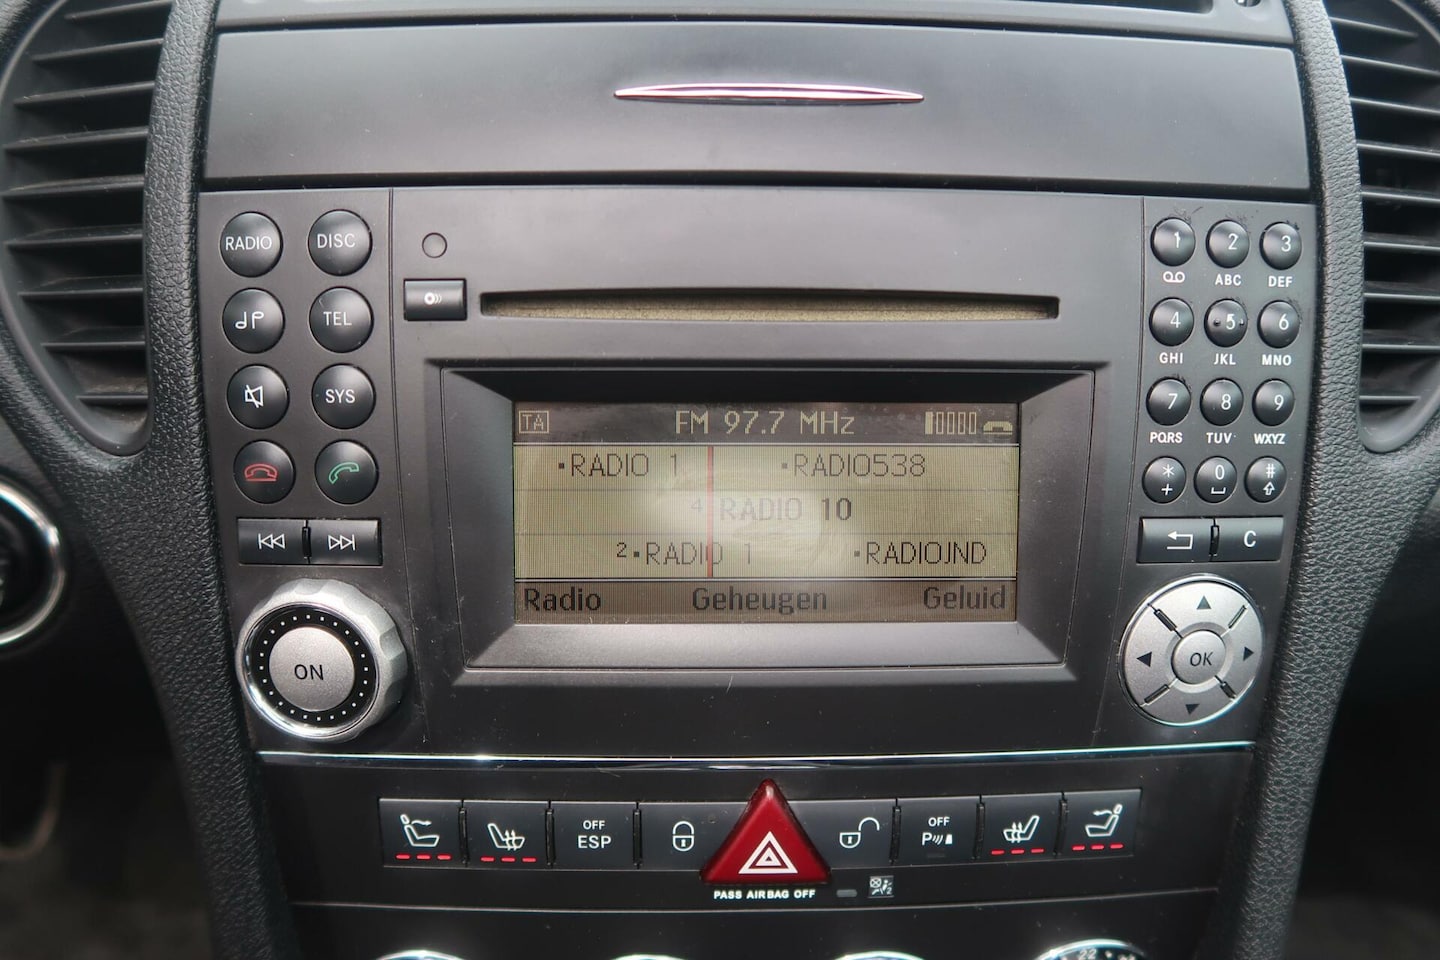 RADIO DISC
TEL
SYS
ON
TA FM 97.7 MHz
RADIO 1 RADIO538
4 RADIO 10
2 RADIO 1 RADIOJND
Radio Geheugen Geluid
1 2 3
ABC DEF
4 5 6
GHI JKL MNO
7 8 9
PQRS TUV WXYZ
* 0 #
+
C
OK
OFF
ESP
OFF
P
PASS AIRBAG OFF
22